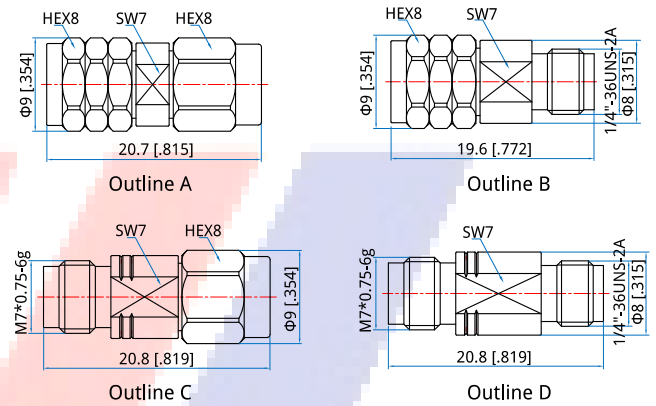 HEX8 SW7 HEX8
Φ9 [.354]
20.7 [.815]
Outline A
HEX8 SW7
Φ9 [.354]
1/4"-36UNS-2A
Φ8 [.315]
19.6 [.772]
Outline B
SW7 HEX8
M7*0.75-6g
Φ9 [.354]
20.8 [.819]
Outline C
SW7
M7*0.75-6g
1/4"-36UNS-2A
Φ8 [.315]
20.8 [.819]
Outline D